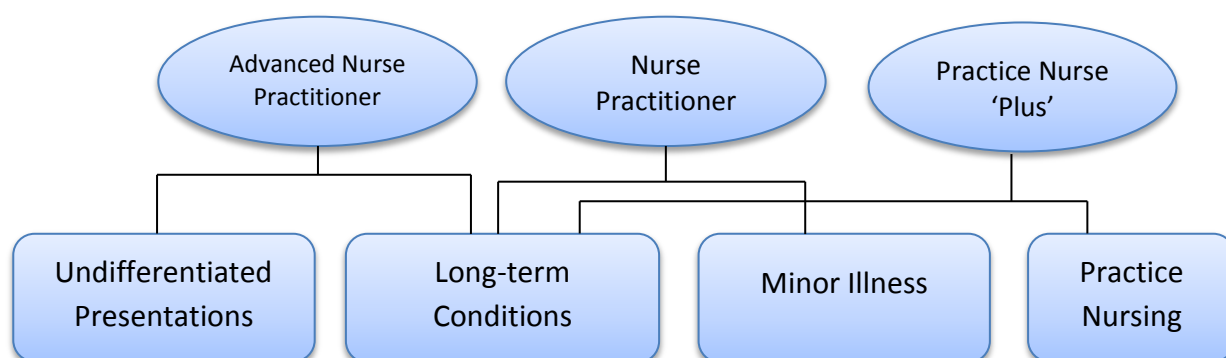 Advanced Nurse
Practitioner
Nurse
Practitioner
Practice Nurse
‘Plus’
Undifferentiated
Presentations
Long-term
Conditions
Minor Illness
Practice
Nursing